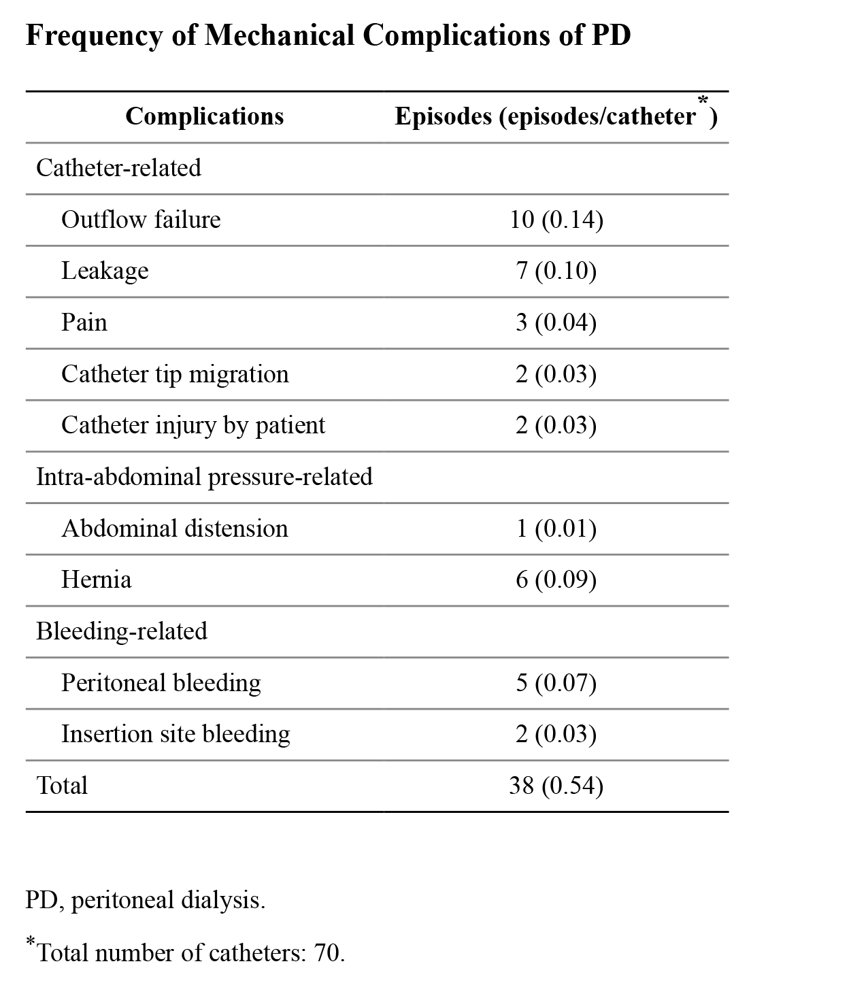 Frequency of Mechanical Complications of PD
Complications Episodes (episodes/catheter*)
Catheter-related
Outflow failure 10 (0.14)
Leakage 7 (0.10)
Pain 3 (0.04)
Catheter tip migration 2 (0.03)
Catheter injury by patient 2 (0.03)
Intra-abdominal pressure-related
Abdominal distension 1 (0.01)
Hernia 6 (0.09)
Bleeding-related
Peritoneal bleeding 5 (0.07)
Insertion site bleeding 2 (0.03)
Total 38 (0.54)
PD, peritoneal dialysis.
*Total number of catheters: 70.